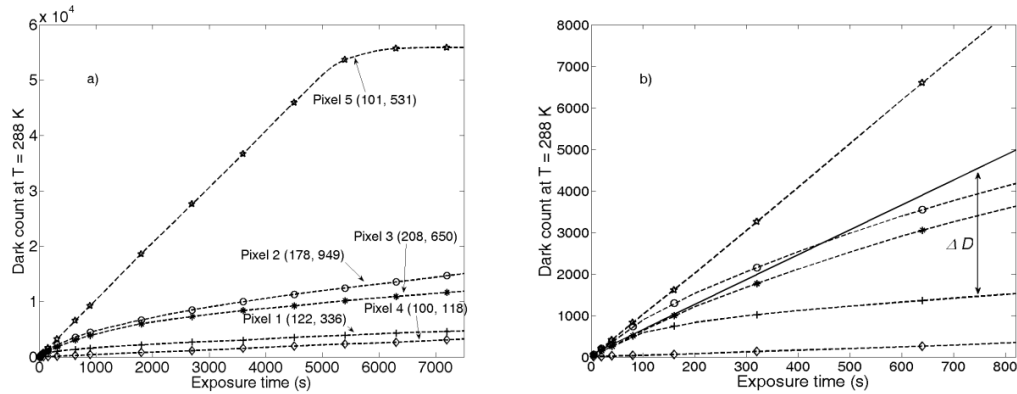 6 x 10^4
a)
5
4
3
2
1
0
Pixel 5 (101, 531)
Pixel 3 (208, 650)
Pixel 2 (178, 949)
Pixel 4 (100, 118)
Pixel 1 (122, 336)
0 1000 2000 3000 4000 5000 6000 7000
Exposure time (s)
Dark count at T = 288 K
8000
b)
7000
6000
5000
4000
3000
2000
1000
0
Δ D
0 100 200 300 400 500 600 700 800
Exposure time (s)
Dark count at T = 288 K